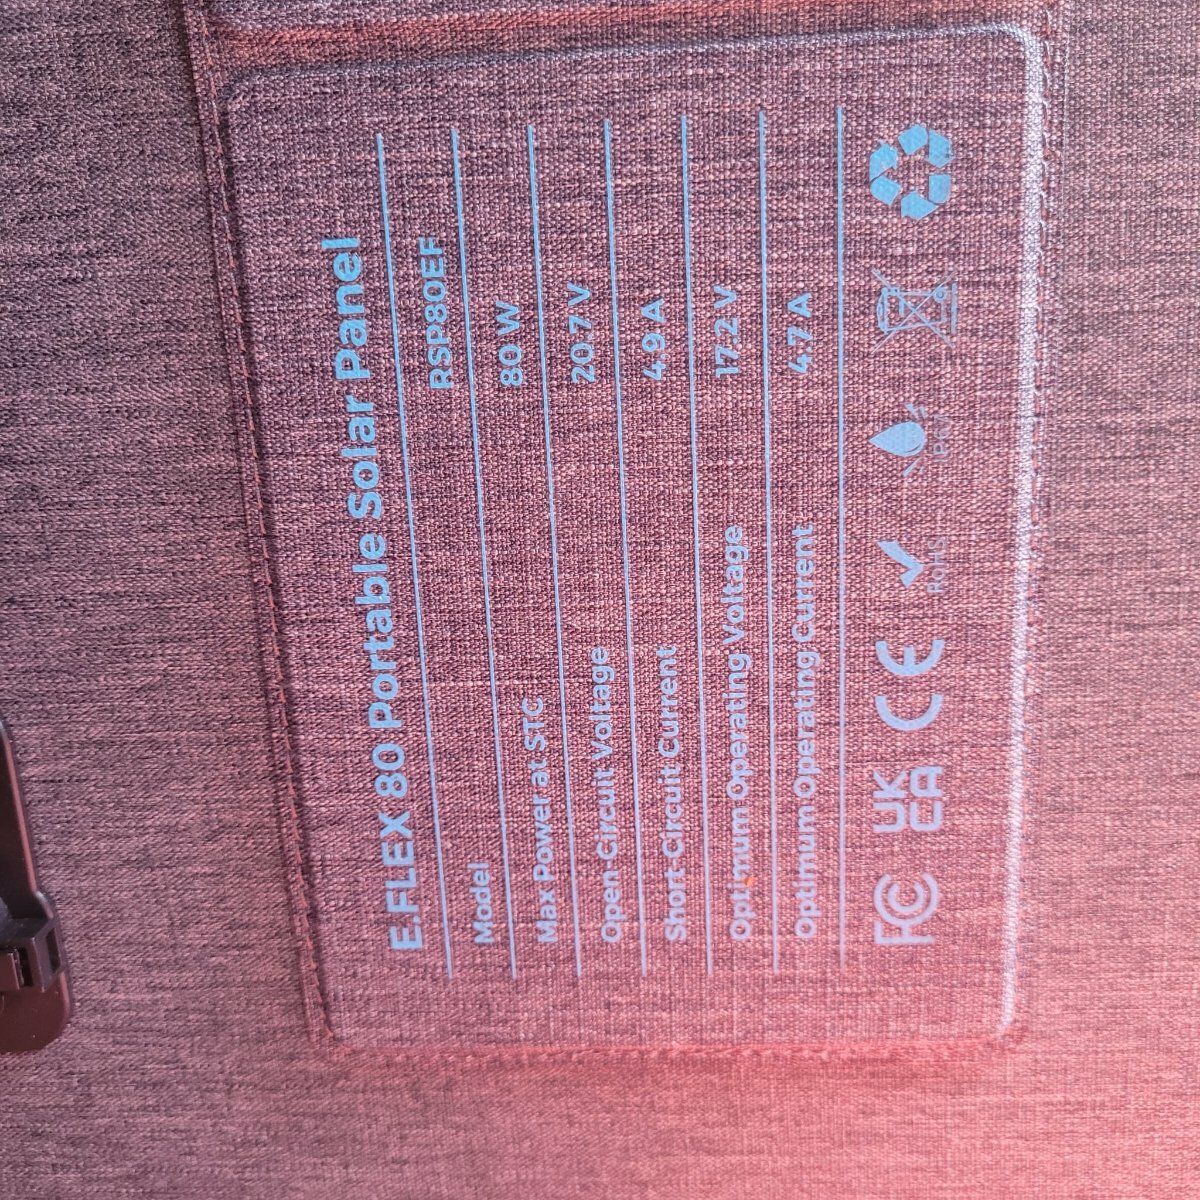 E.FLEX 80 Portable Solar Panel
Model RSP80EF
Max Power at STC 80 W
Open-Circuit Voltage 20.7 V
Short-Circuit Current 4.9 A
Optimum Operating Voltage 17.2 V
Optimum Operating Current 4.7 A
FC UK CA CE RoHS